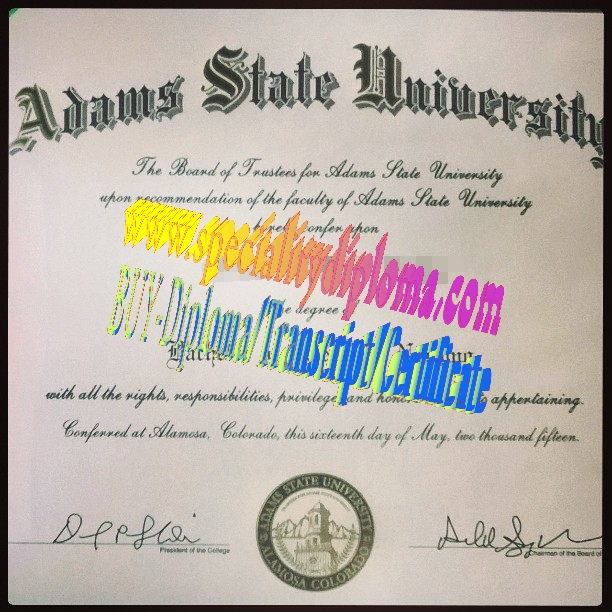 Adams State University
The Board of Trustees for Adams State University
upon recommendation of the faculty of Adams State University
confer upon
www.specialitydiploma.com
the degree of
BUY-Diploma/Transcript/Certificate
with all the rights, responsibilities, privileges and appertaining.
Conferred at Alamosa, Colorado, this sixteenth day of May, two thousand fifteen.
ADAMS STATE UNIVERSITY
ALAMOSA COLORADO
President of the College
Chairman of the Board of